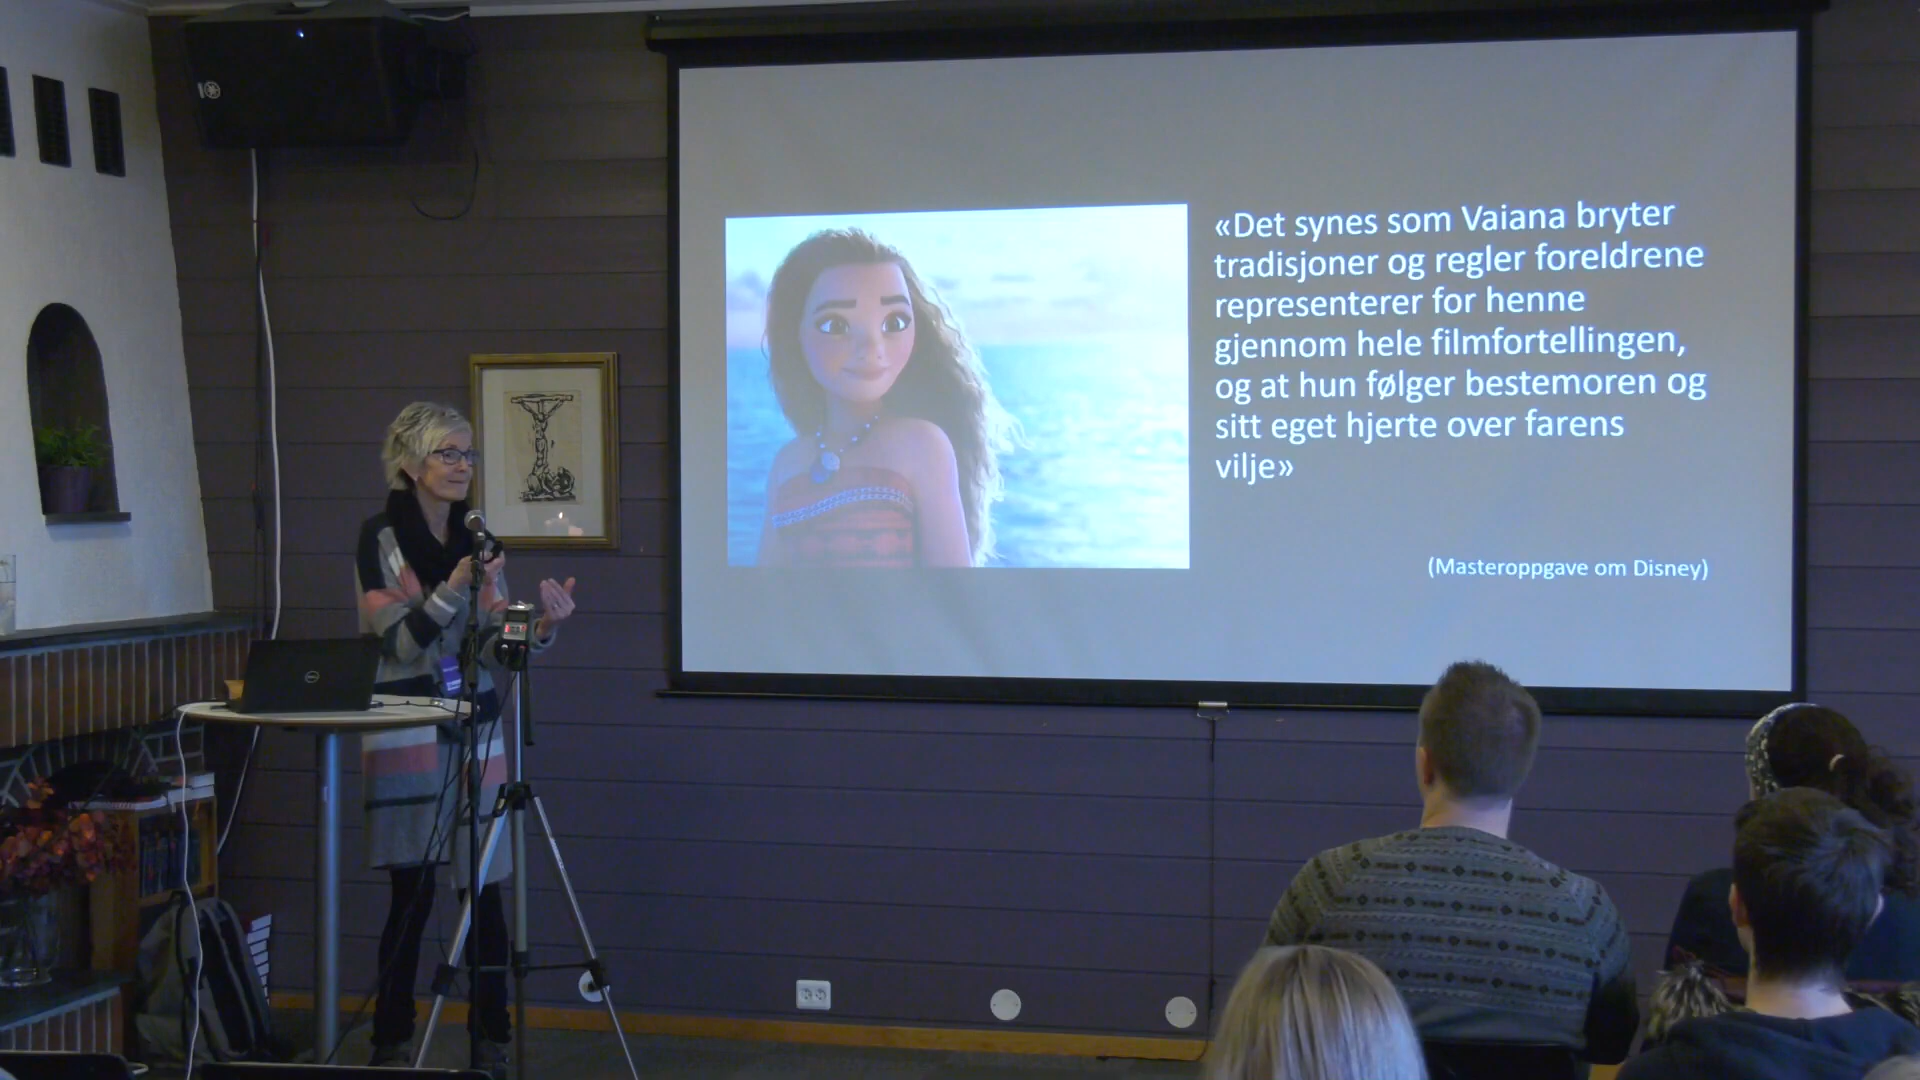 «Det synes som Vaiana bryter
tradisjoner og regler foreldrene
representerer for henne
gjennom hele filmfortellingen,
og at hun følger bestemoren og
sitt eget hjerte over farens
vilje»
(Masteroppgave om Disney)
DELL